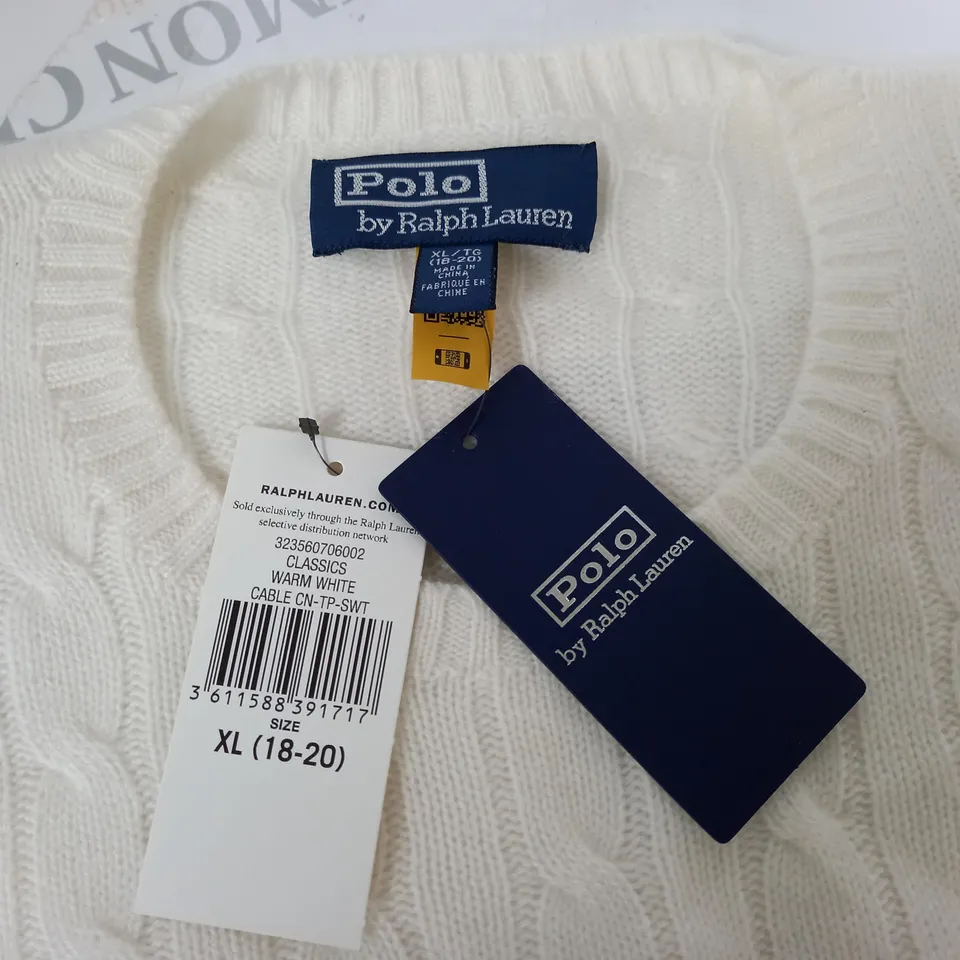 Polo
by Ralph Lauren
XL/TG
(18-20)
MADE IN
CHINA
FABRIQUÉ EN
CHINE
RALPHLAUREN.COM
Sold exclusively through the Ralph Lauren
selective distribution network
323560706002
CLASSICS
WARM WHITE
CABLE CN-TP-SWT
3 611588 391717
SIZE
XL (18-20)
Polo
by Ralph Lauren